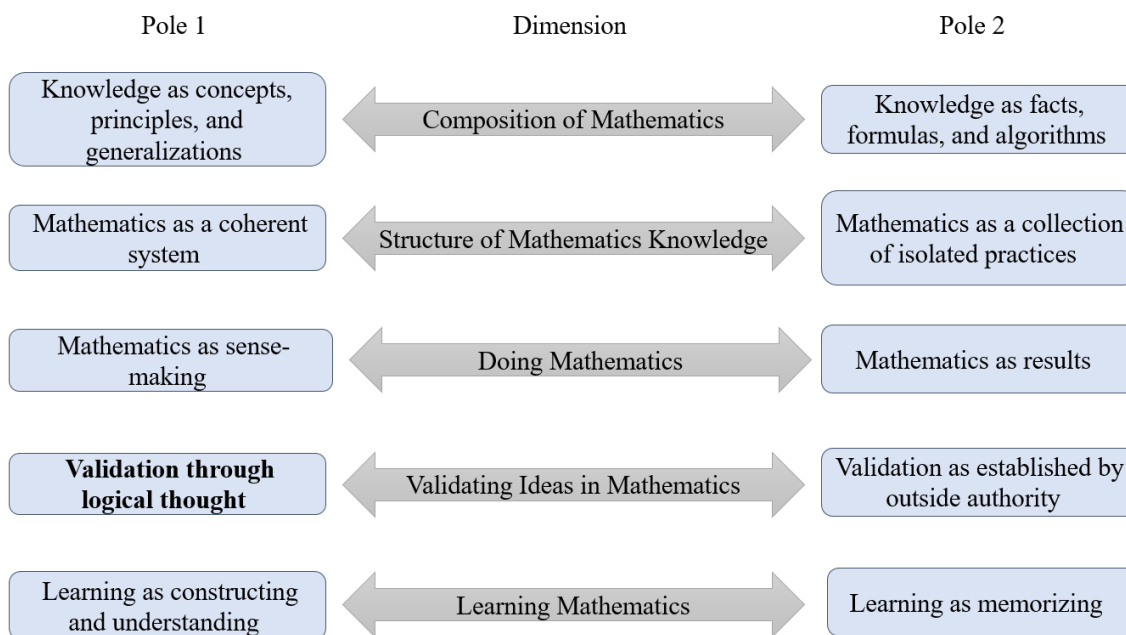 Pole 1
Dimension
Pole 2
Knowledge as concepts,
principles, and
generalizations
Composition of Mathematics
Knowledge as facts,
formulas, and algorithms
Mathematics as a coherent
system
Structure of Mathematics Knowledge
Mathematics as a collection
of isolated practices
Mathematics as sense-
making
Doing Mathematics
Mathematics as results
Validation through
logical thought
Validating Ideas in Mathematics
Validation as established by
outside authority
Learning as constructing
and understanding
Learning Mathematics
Learning as memorizing